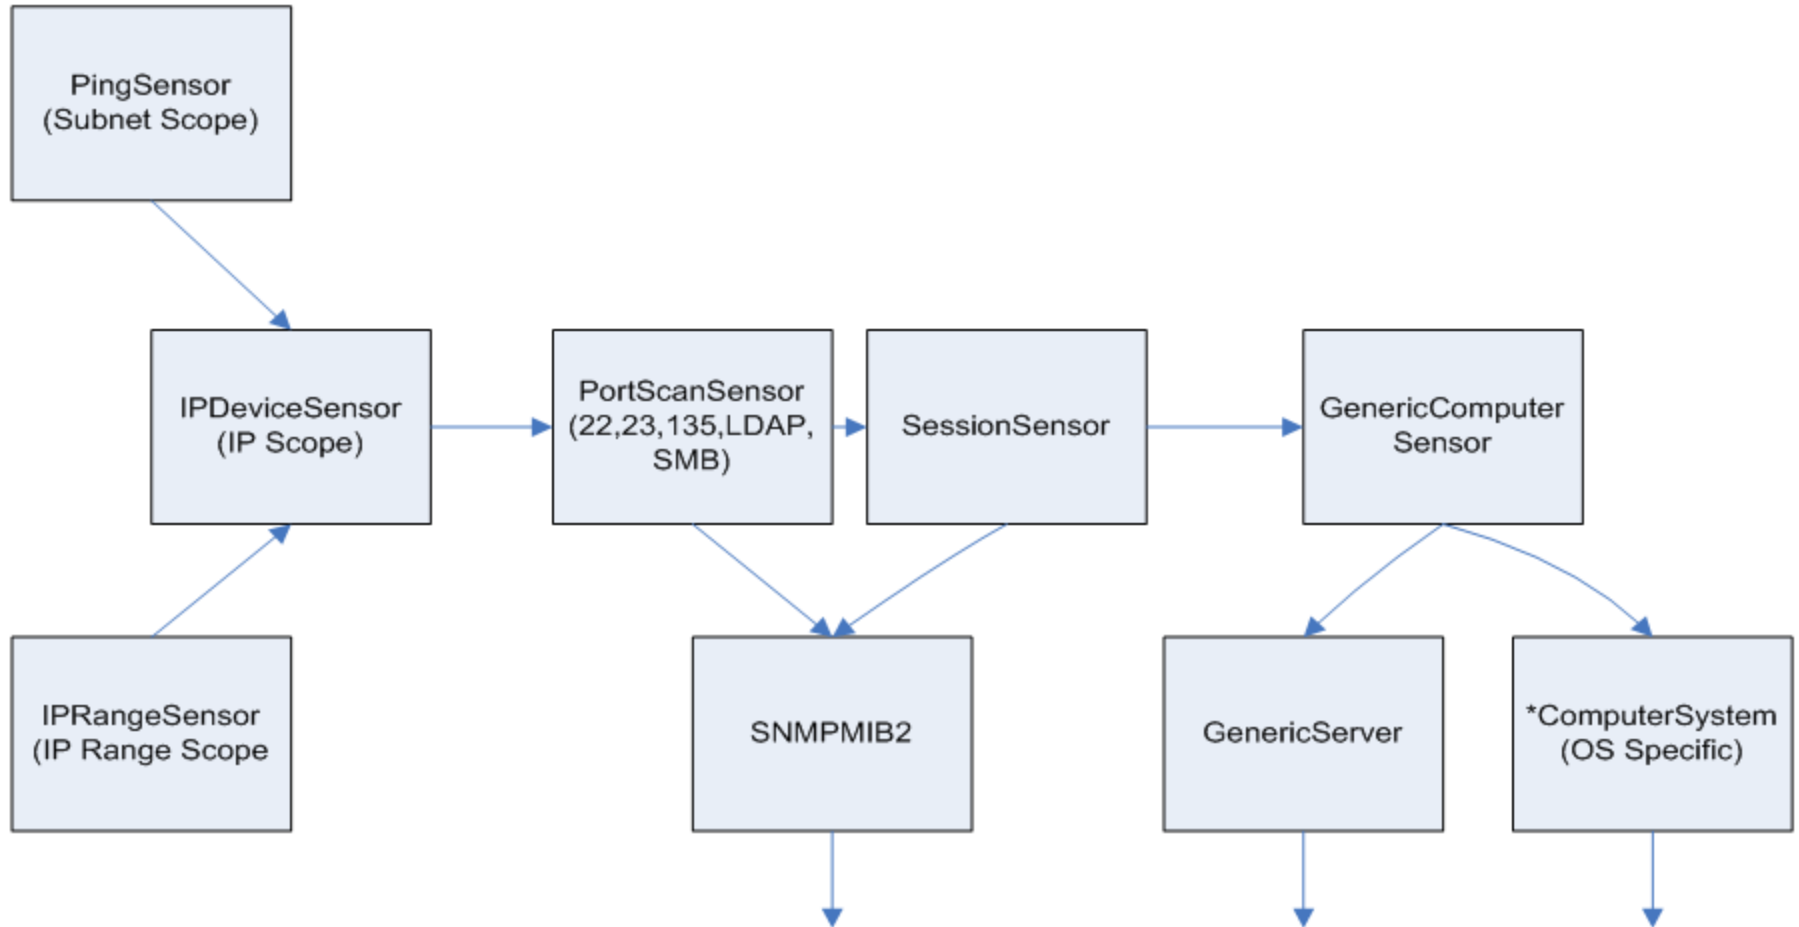 PingSensor
(Subnet Scope)
IPDeviceSensor
(IP Scope)
PortScanSensor
(22,23,135,LDAP,
SMB)
SessionSensor
GenericComputer
Sensor
IPRangeSensor
(IP Range Scope
SNMPMIB2
GenericServer
*ComputerSystem
(OS Specific)